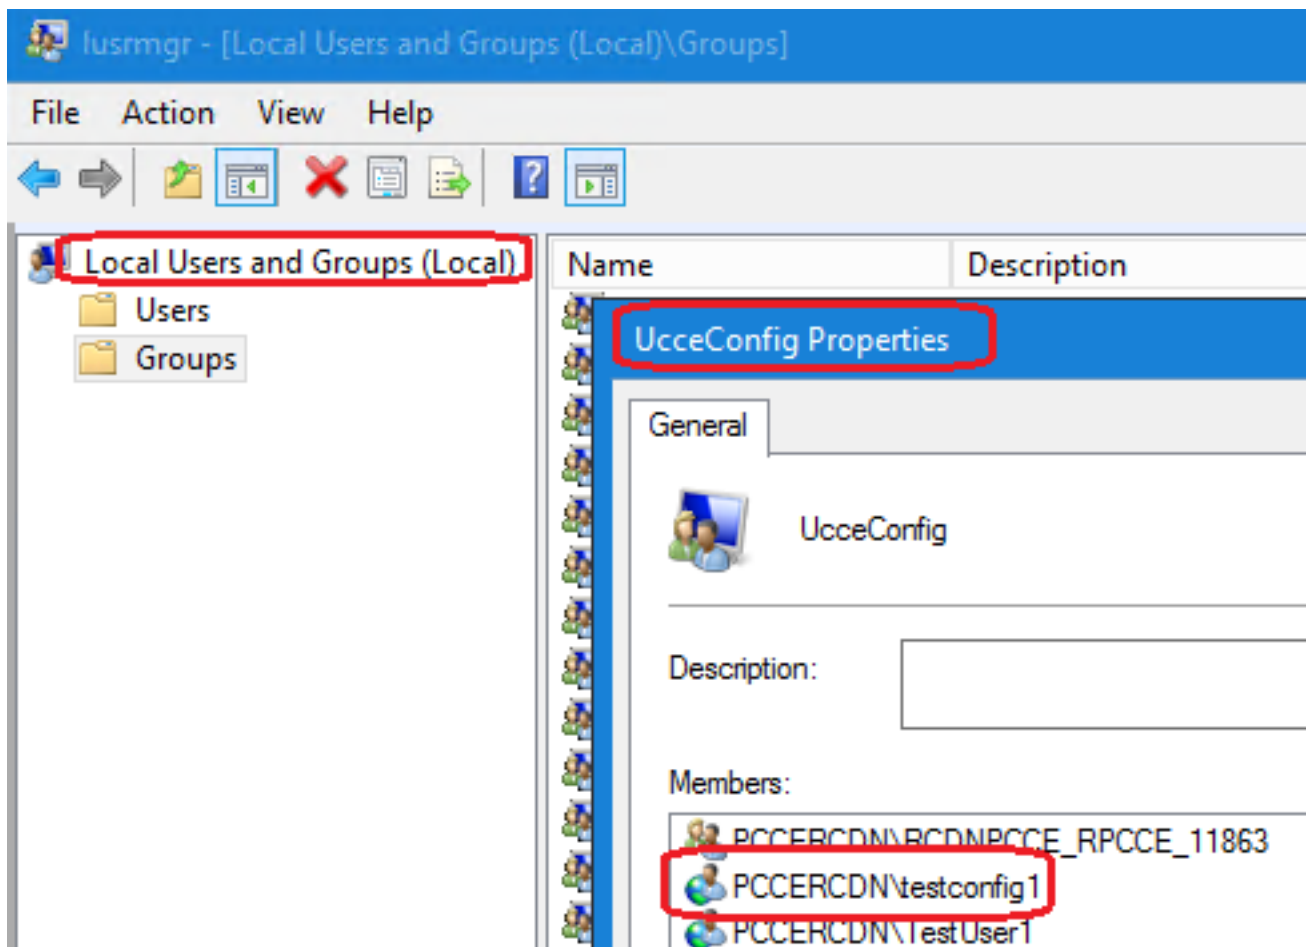 lusrmgr - [Local Users and Groups (Local)\Groups]
File Action View Help
Local Users and Groups (Local)
Users
Groups
Name Description
UcceConfig Properties
General
UcceConfig
Description:
Members:
PCCERCDN\RCDNPCCE_RPCCE_11863
PCCERCDN\testconfig1
PCCERCDN\TestUser1